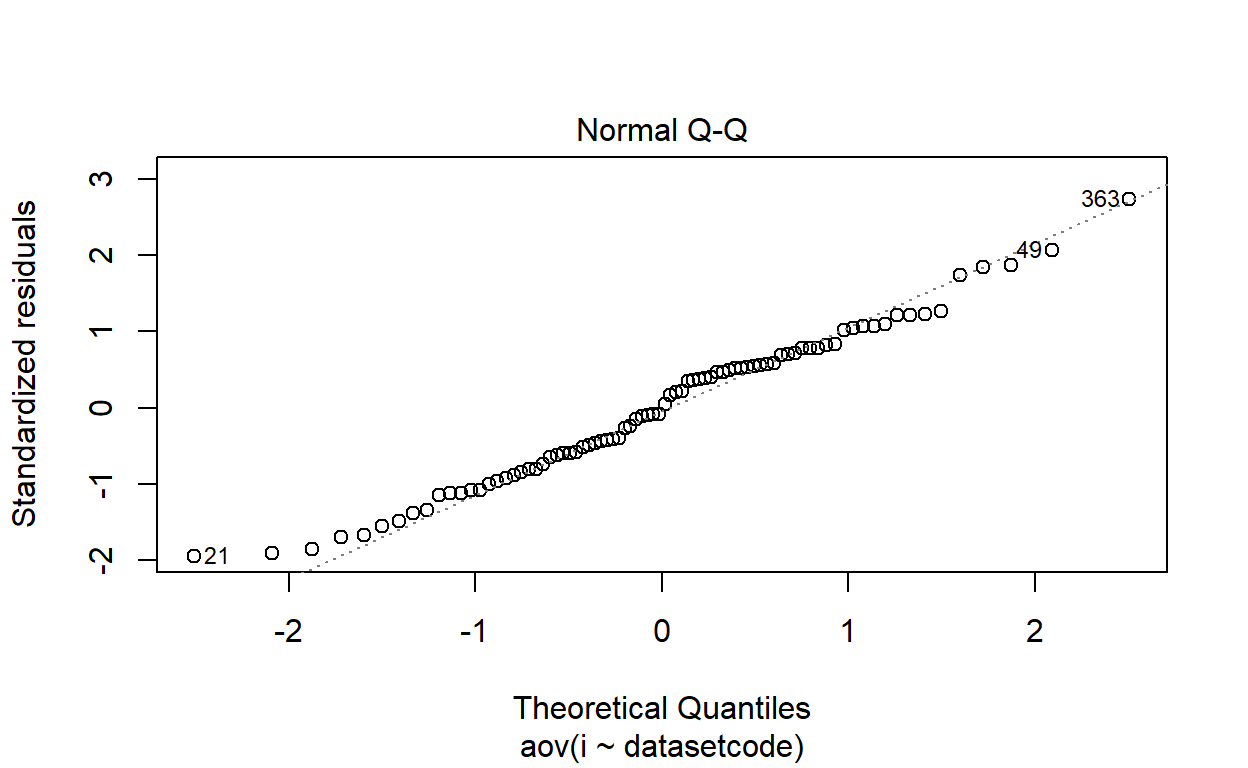 Normal Q-Q
Standardized residuals
3
2
1
0
-1
-2
363
49
21
-2 -1 0 1 2
Theoretical Quantiles
aov(i ~ datasetcode)